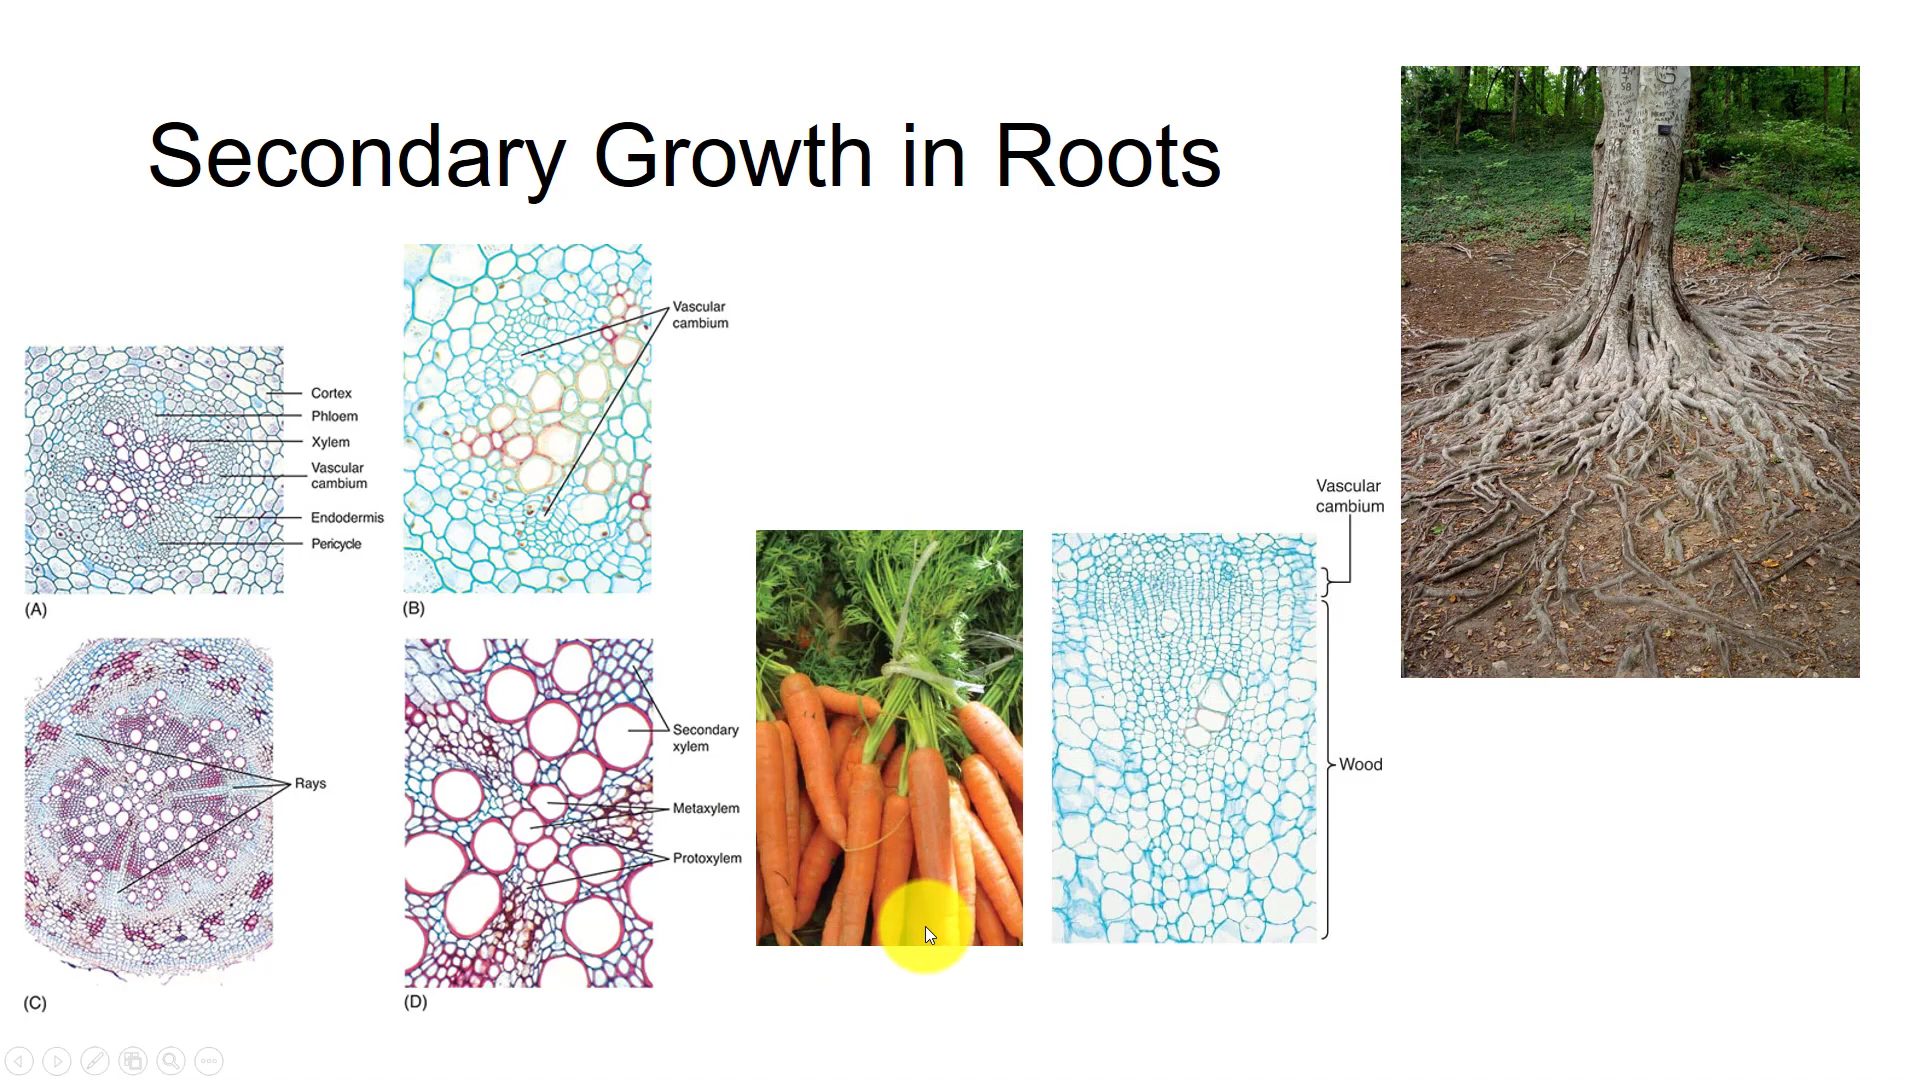 Secondary Growth in Roots
Cortex
Phloem
Xylem
Vascular
cambium
Endodermis
Pericycle
(A)
Vascular
cambium
(B)
Rays
(C)
Secondary
xylem
Metaxylem
Protoxylem
(D)
Vascular
cambium
Wood
SB